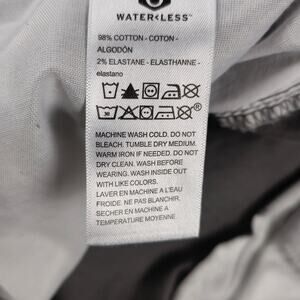 WATER<LESS™
98% COTTON - COTON -
ALGODÓN
2% ELASTANE - ELASTHANNE -
elastano
30
®
MACHINE WASH COLD. DO NOT
BLEACH. TUMBLE DRY MEDIUM.
WARM IRON IF NEEDED. DO NOT
DRY CLEAN. WASH BEFORE
WEARING. WASH INSIDE OUT
WITH LIKE COLORS.
LAVER EN MACHINE A L'EAU
FROIDE. NE PAS BLANCHIR.
SECHER EN MACHINE A
TEMPERATURE MOYENNE